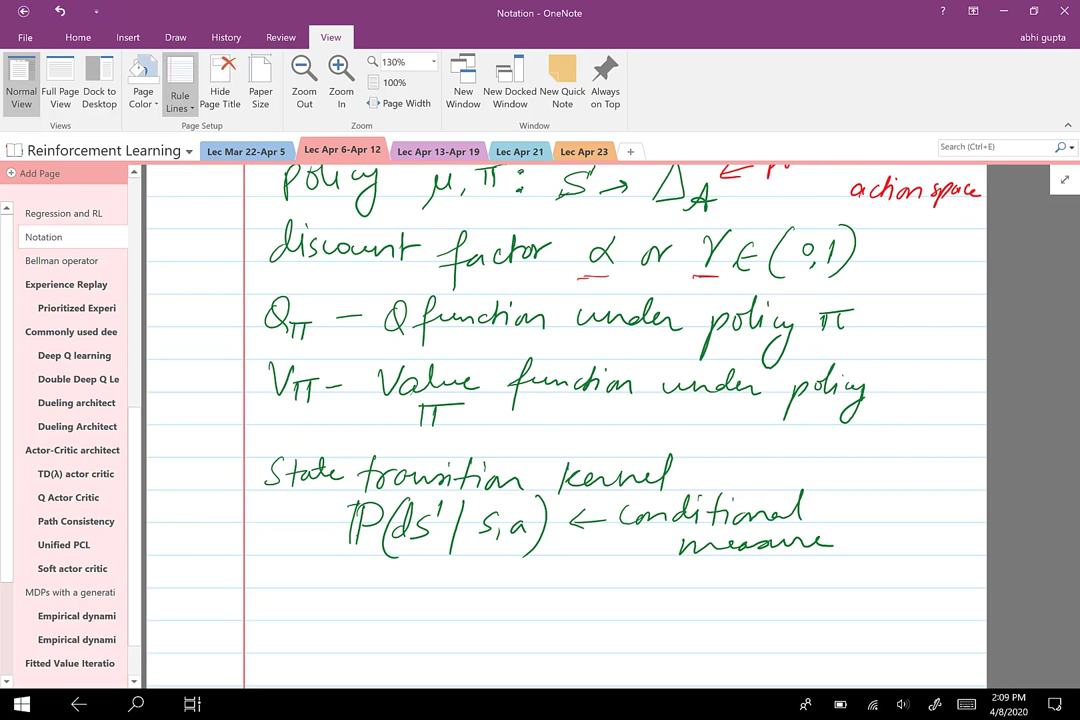 Notation - OneNote
?
File
Home
Insert
Draw
History
Review
View
abhi gupta
Normal View
Full Page View
Dock to Desktop
Page Color
Rule Lines
Hide Page Title
Paper Size
Zoom Out
Zoom In
130%
100%
Page Width
New Window
New Docked Window
New Quick Note
Always on Top
Views
Page Setup
Zoom
Window
Reinforcement Learning
Lec Mar 22-Apr 5
Lec Apr 6-Apr 12
Lec Apr 13-Apr 19
Lec Apr 21
Lec Apr 23
+
Search (Ctrl+E)
Add Page
Regression and RL
Notation
Bellman operator
Experience Replay
Prioritized Experi
Commonly used dee
Deep Q learning
Double Deep Q Le
Dueling architect
Dueling Architect
Actor-Critic architect
TD(λ) actor critic
Q Actor Critic
Path Consistency
Unified PCL
Soft actor critic
MDPs with a generati
Empirical dynami
Empirical dynami
Fitted Value Iteratio
Policy μ, π : S → Δ_A ←
action space
discount factor α or γ ∈ (0,1)
Q_π - Q function under policy π
V_π - Value function under policy
π
State transition kernel
ℙ(ds' | s, a) ← conditional
measure
2:09 PM
4/8/2020